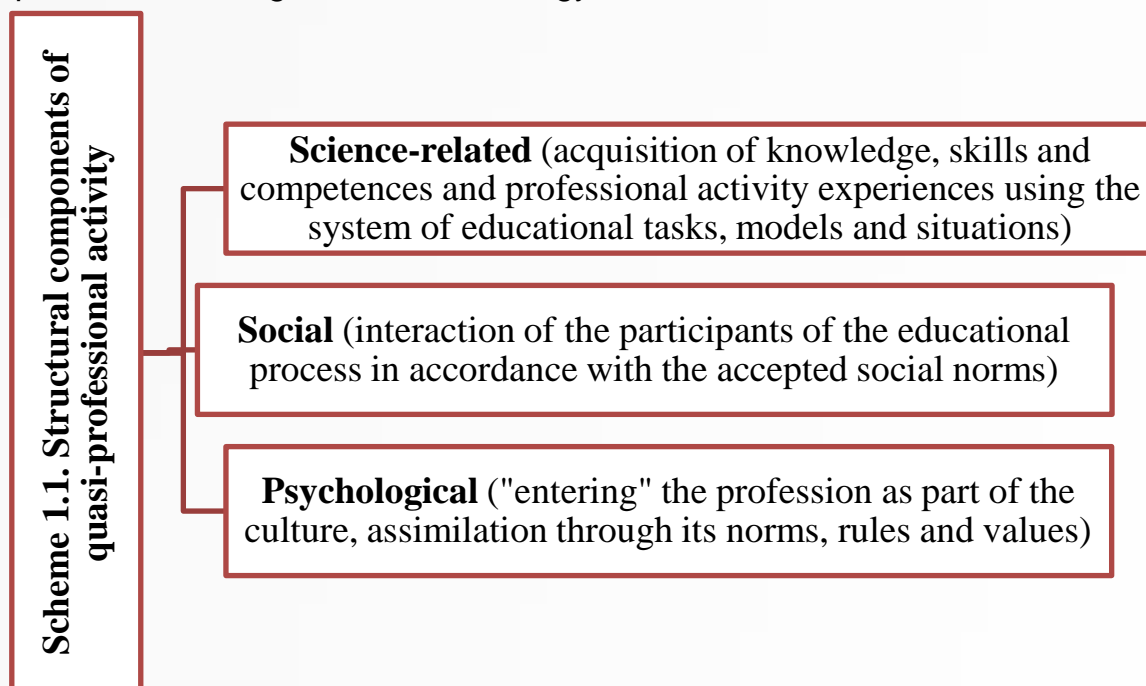 Scheme 1.1. Structural components of
quasi-professional activity
Science-related (acquisition of knowledge, skills and
competences and professional activity experiences using the
system of educational tasks, models and situations)
Social (interaction of the participants of the educational
process in accordance with the accepted social norms)
Psychological ("entering" the profession as part of the
culture, assimilation through its norms, rules and values)